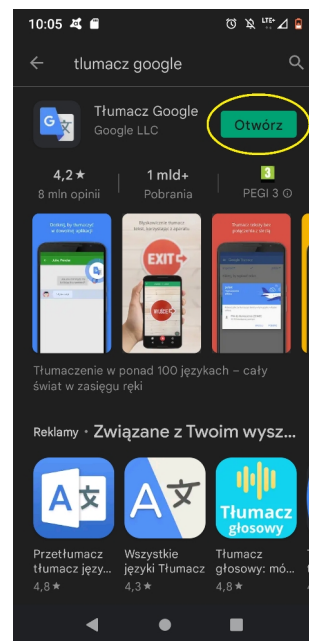 10:05
LTE+
tlumacz google
Tłumacz Google
Google LLC
Otwórz
4,2★
8 mln opinii
1 mld+
Pobrania
3
PEGI 3
EXIT
Tłumaczenie w ponad 100 językach – cały
świat w zasięgu ręki
Reklamy • Związane z Twoim wysz...
Tłumacz
głosowy
Przetłumacz
tłumacz języ...
4,8★
Wszystkie
języki Tłumacz
4,3★
Tłumacz
głosowy: mó...
4,8★